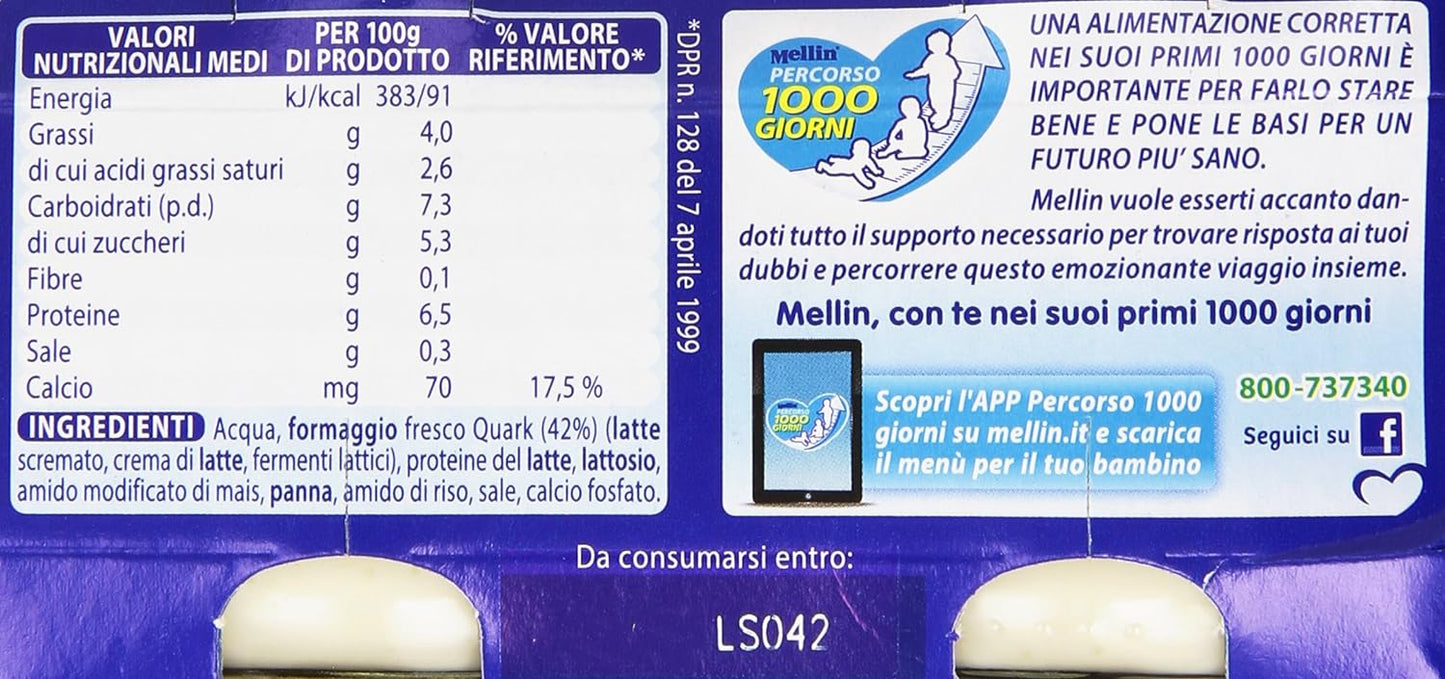 VALORI NUTRIZIONALI MEDI PER 100g DI PRODOTTO % VALORE RIFERIMENTO*
Energia kJ/kcal 383/91
Grassi g 4,0
di cui acidi grassi saturi g 2,6
Carboidrati (p.d.) g 7,3
di cui zuccheri g 5,3
Fibre g 0,1
Proteine g 6,5
Sale g 0,3
Calcio mg 70 17,5 %
INGREDIENTI Acqua, formaggio fresco Quark (42%) (latte
scremato, crema di latte, fermenti lattici), proteine del latte, lattosio,
amido modificato di mais, panna, amido di riso, sale, calcio fosfato.
*DPR n. 128 del 7 aprile 1999
Mellin
PERCORSO
1000
GIORNI
UNA ALIMENTAZIONE CORRETTA
NEI SUOI PRIMI 1000 GIORNI È
IMPORTANTE PER FARLO STARE
BENE E PONE LE BASI PER UN
FUTURO PIU' SANO.
Mellin vuole esserti accanto dan-
doti tutto il supporto necessario per trovare risposta ai tuoi
dubbi e percorrere questo emozionante viaggio insieme.
Mellin, con te nei suoi primi 1000 giorni
Mellin
PERCORSO
1000
GIORNI
Scopri l'APP Percorso 1000
giorni su mellin.it e scarica
il menù per il tuo bambino
800-737340
Seguici su f
Da consumarsi entro:
LS042